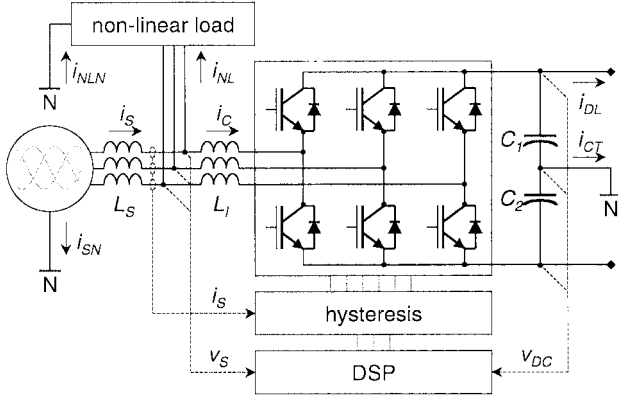 non-linear load
N
i_NLN
i_NL
i_S
i_C
i_DL
C_1
i_CT
C_2
L_S
L_I
N
i_SN
N
i_S
hysteresis
v_S
v_DC
DSP